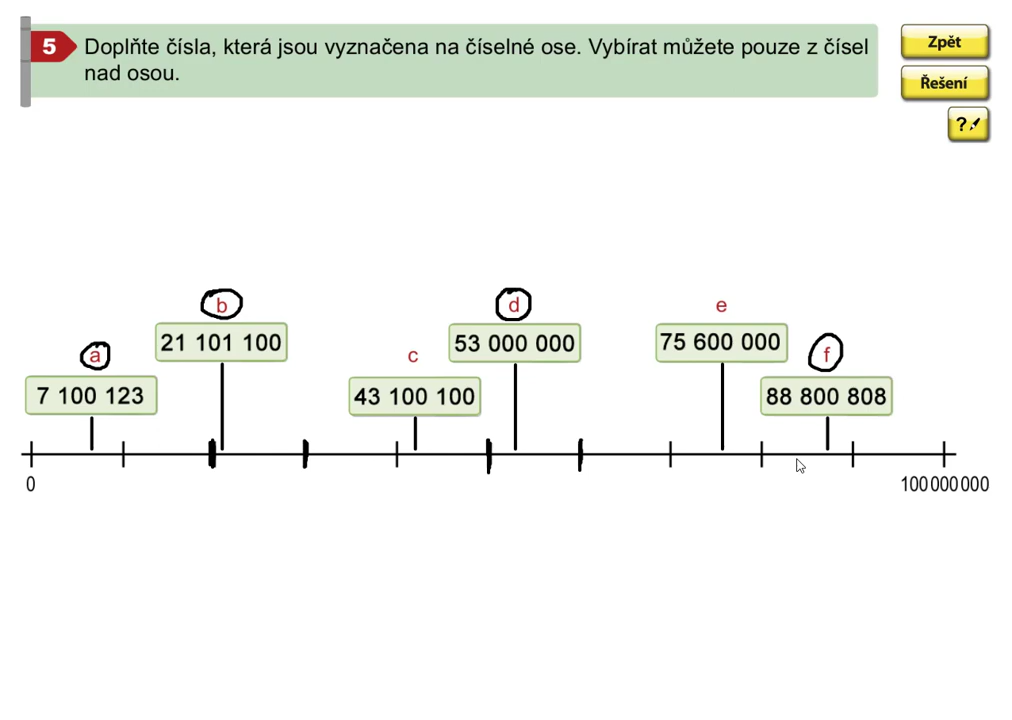 5 Doplňte čísla, která jsou vyznačena na číselné ose. Vybírat můžete pouze z čísel
nad osou.
Zpět
Řešení
?
b
d
e
21 101 100
53 000 000
75 600 000
a
c
f
7 100 123
43 100 100
88 800 808
0
100 000 000